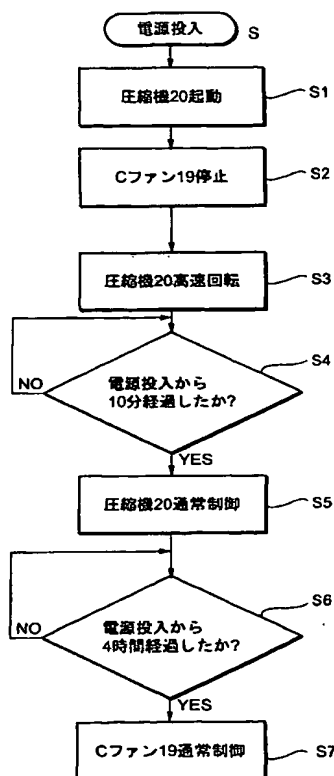 電源投入
S
圧縮機20起動
S1
Cファン19停止
S2
圧縮機20高速回転
S3
電源投入から
10分経過したか?
S4
NO
YES
圧縮機20通常制御
S5
電源投入から
4時間経過したか?
S6
NO
YES
Cファン19通常制御
S7